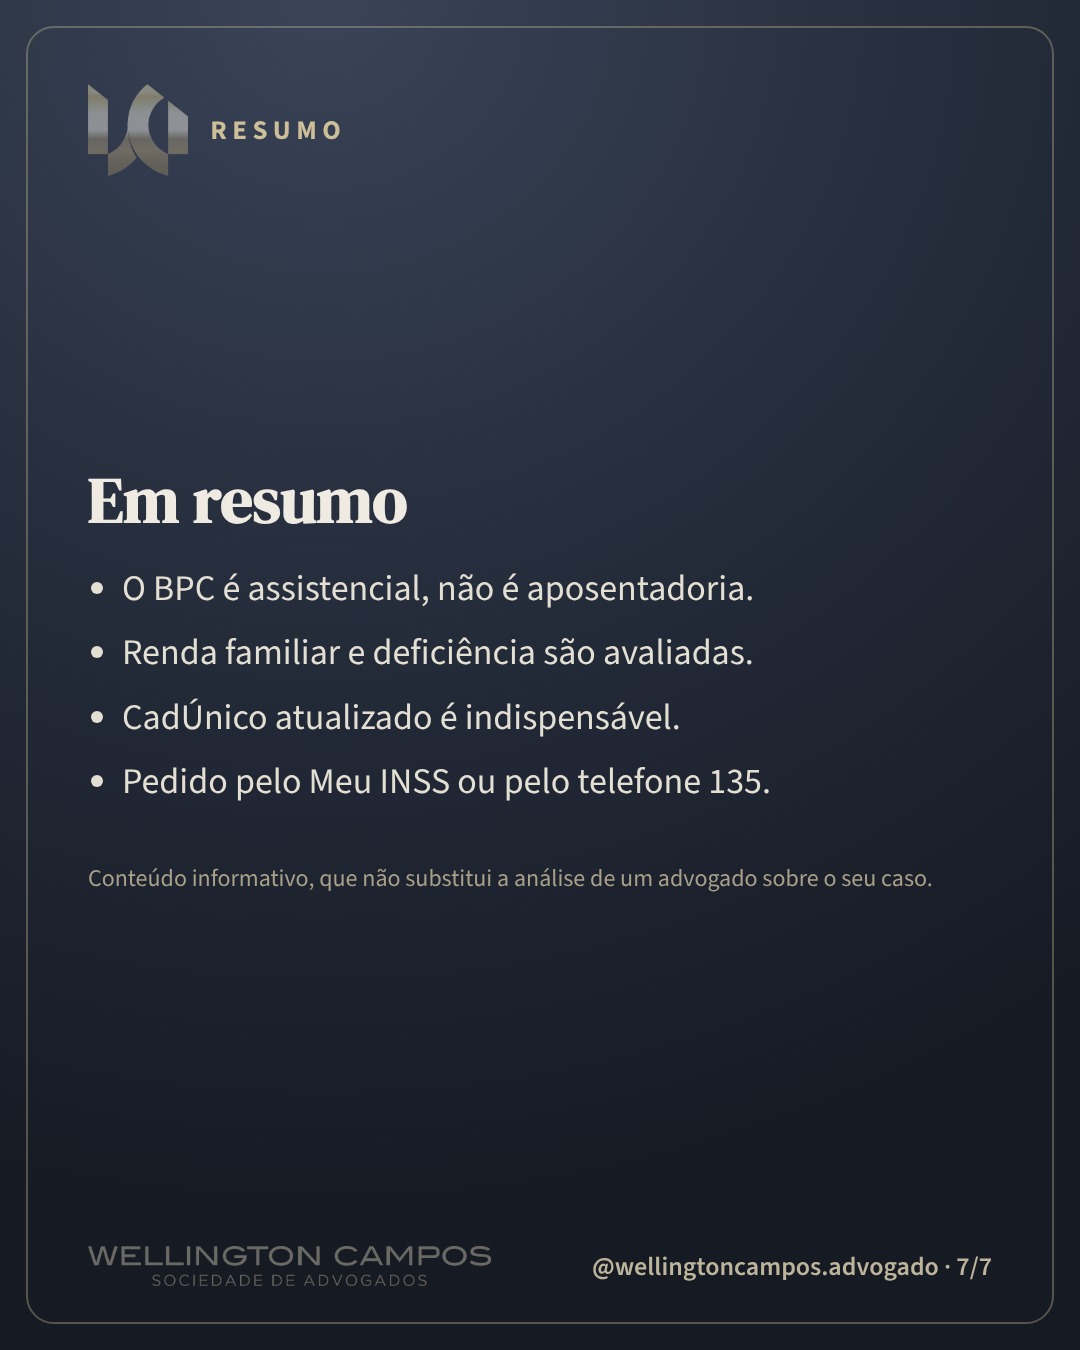 RESUMO
Em resumo
• O BPC é assistencial, não é aposentadoria.
• Renda familiar e deficiência são avaliadas.
• CadÚnico atualizado é indispensável.
• Pedido pelo Meu INSS ou pelo telefone 135.
Conteúdo informativo, que não substitui a análise de um advogado sobre o seu caso.
WELLINGTON CAMPOS
SOCIEDADE DE ADVOGADOS
@wellingtoncampos.advogado · 7/7